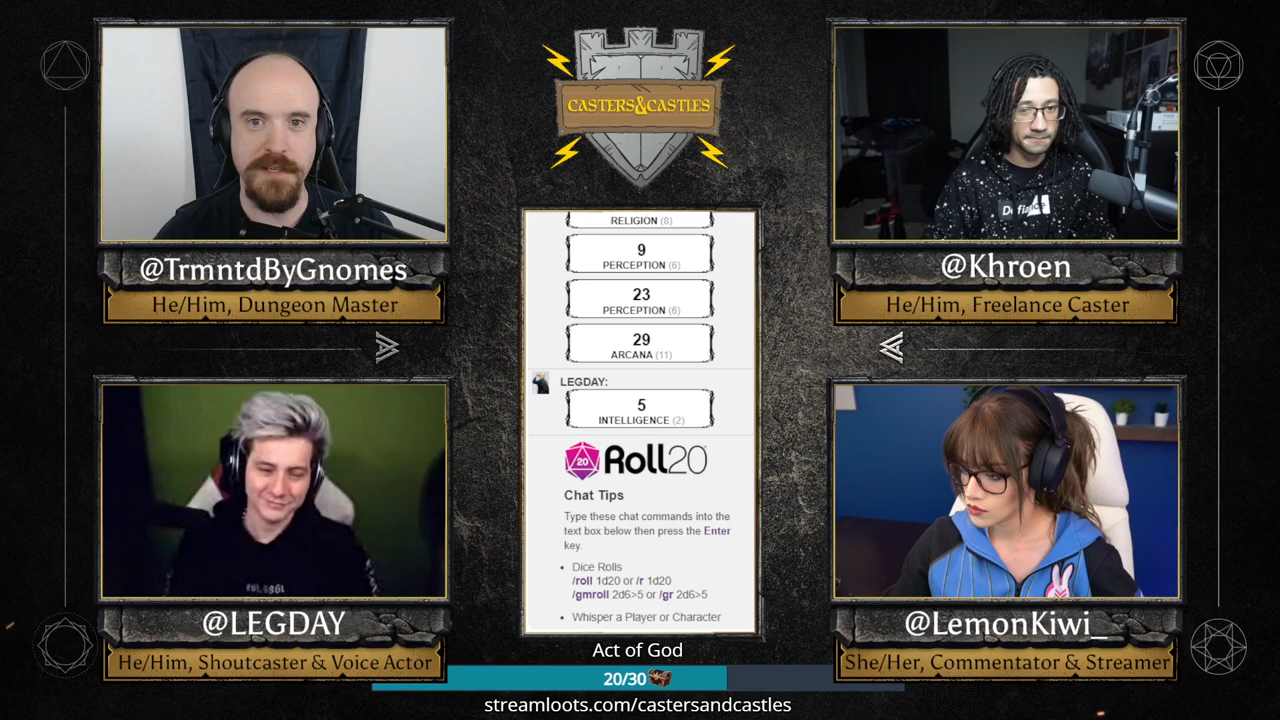 CASTERS&CASTLES
@TrmntdByGnomes
He/Him, Dungeon Master
@Khroen
He/Him, Freelance Caster
RELIGION (8)
9
PERCEPTION (6)
23
PERCEPTION (6)
29
ARCANA (11)
LEGDAY:
5
INTELLIGENCE (2)
20
Roll20
Chat Tips
Type these chat commands into the
text box below then press the Enter
key.
• Dice Rolls
/roll 1d20 or /r 1d20
/gmroll 2d6>5 or /gr 2d6>5
• Whisper a Player or Character
@LEGDAY
He/Him, Shoutcaster & Voice Actor
@LemonKiwi_
She/Her, Commentator & Streamer
Act of God
20/30
streamloots.com/castersandcastles